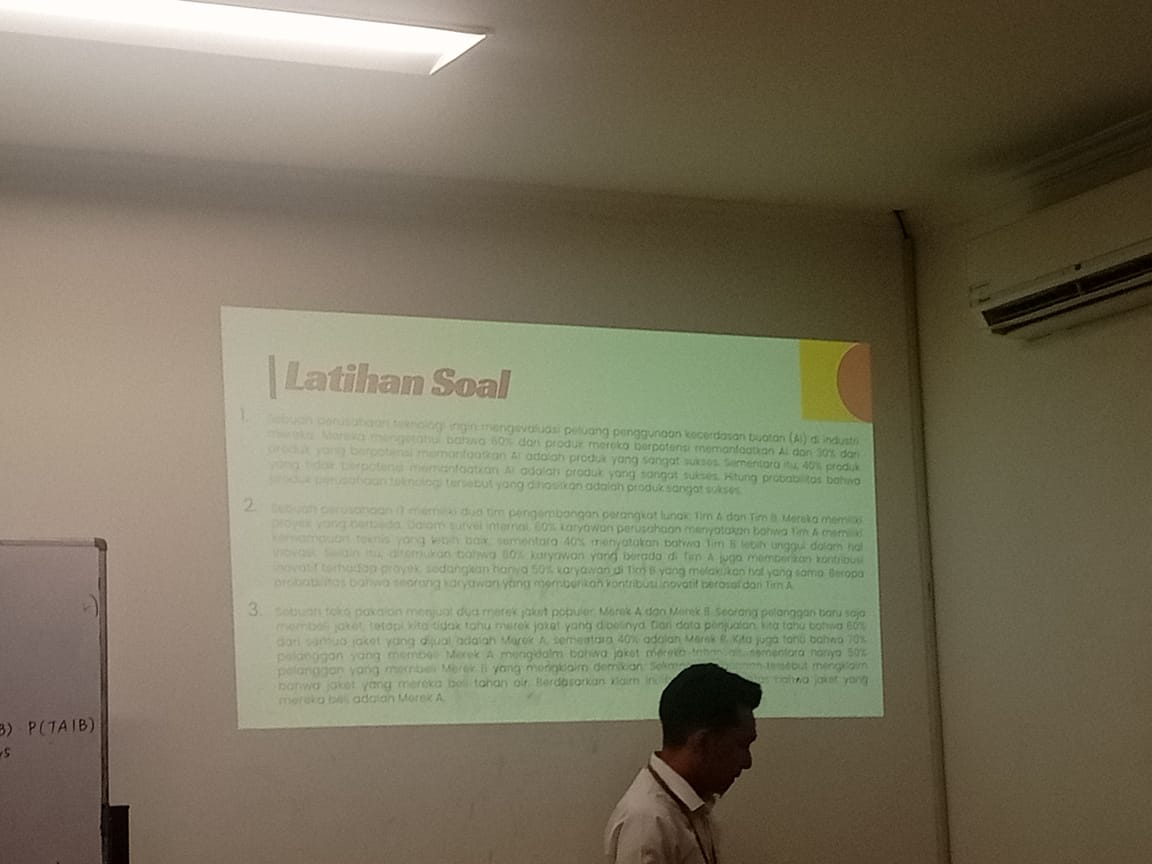 Latihan Soal
1. Sebuah perusahaan teknologi ingin mengevaluasi peluang penggunaan kecerdasan buatan (AI) di industri
mereka. Mereka mengetahui bahwa 60% dari produk mereka berpotensi memanfaatkan AI dan 30% dari
produk yang berpotensi memanfaatkan AI adalah produk yang sangat sukses. Sementara itu, 40% produk
yang tidak berpotensi memanfaatkan AI adalah produk yang sangat sukses. Hitung probabilitas bahwa
produk perusahaan teknologi tersebut yang dihasilkan adalah produk sangat sukses.
2. Sebuah perusahaan IT memiliki dua tim pengembangan perangkat lunak: Tim A dan Tim B. Mereka memiliki
proyek yang berbeda. Dalam survei internal, 60% karyawan perusahaan menyatakan bahwa Tim A memiliki
kemampuan teknis yang lebih baik, sementara 40% menyatakan bahwa Tim B lebih unggul dalam hal
inovasi. Selain itu, ditemukan bahwa 80% karyawan yang berada di Tim A juga memberikan kontribusi
inovatif terhadap proyek, sedangkan hanya 50% karyawan di Tim B yang melakukan hal yang sama. Berapa
probabilitas bahwa seorang karyawan yang memberikan kontribusi inovatif berasal dari Tim A.
3. Sebuah toko pakaian menjual dua merek jaket populer: Merek A dan Merek B. Seorang pelanggan baru saja
membeli jaket, tetapi kita tidak tahu merek jaket yang dibelinya. Dari data penjualan, kita tahu bahwa 60%
dari semua jaket yang dijual adalah Merek A, sementara 40% adalah Merek B. Kita juga tahu bahwa 70%
pelanggan yang membeli Merek A mengklaim bahwa jaket mereka tahan air, sementara hanya 50%
pelanggan yang membeli Merek B yang mengklaim demikian. tersebut mengklaim
bahwa jaket yang mereka beli tahan air. Berdasarkan klaim ini, bahwa jaket yang
mereka beli adalah Merek A.
P(7A|B)